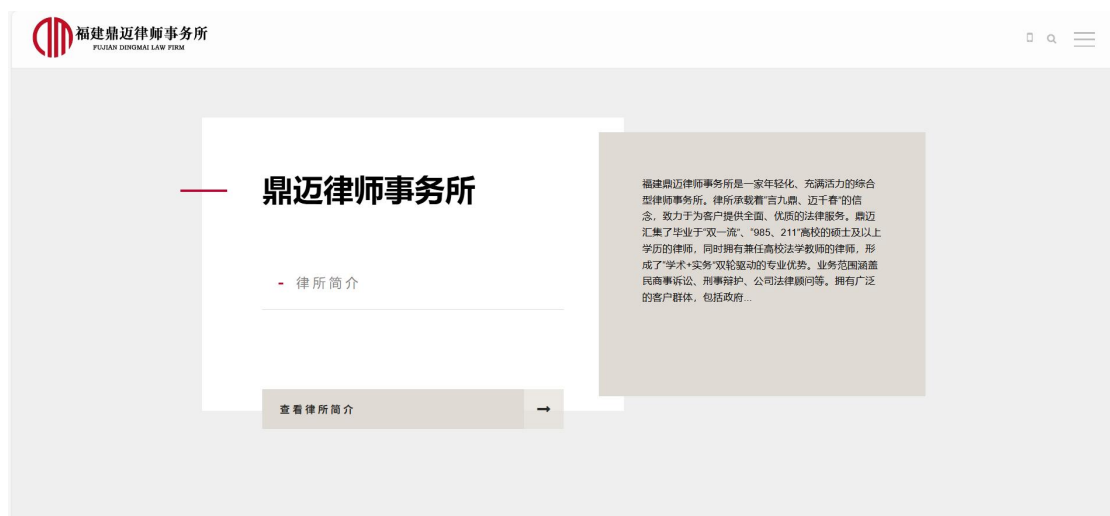 福建鼎迈律师事务所
FUJIAN DINGMAI LAW FIRM
鼎迈律师事务所
- 律所简介
查看律所简介
福建鼎迈律师事务所是一家年轻化、充满活力的综合
型律师事务所。律所承载着“言九鼎、迈千春”的信
念，致力于为客户提供全面、优质的法律服务。鼎迈
汇集了毕业于“双一流”、“985、211”高校的硕士及以上
学历的律师，同时拥有兼任高校法学教师的律师，形
成了“学术+实务”双轮驱动的专业优势。业务范围涵盖
民商事诉讼、刑事辩护、公司法律顾问等。拥有广泛
的客户群体，包括政府...